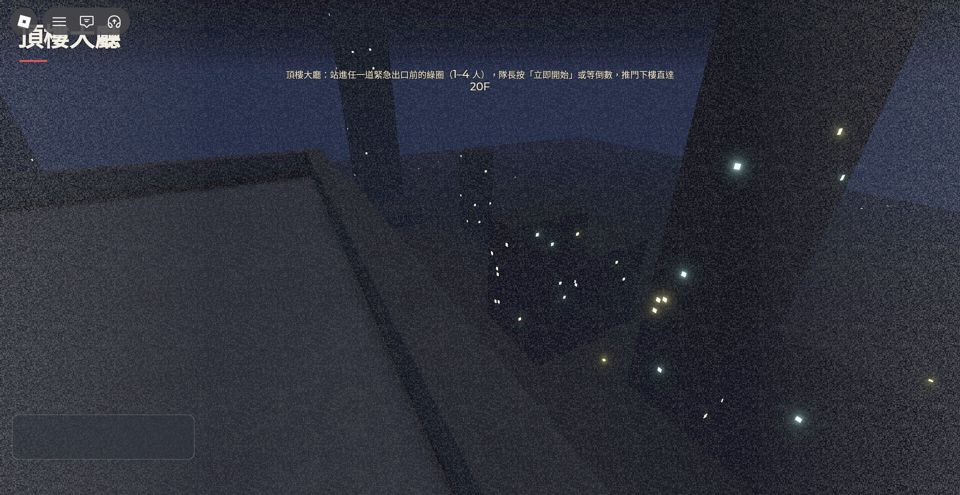 頂樓大廳
頂樓大廳：站進任一道緊急出口前的綠圈（1–4 人），隊長按「立即開始」或等倒數，推門下樓直達
20F